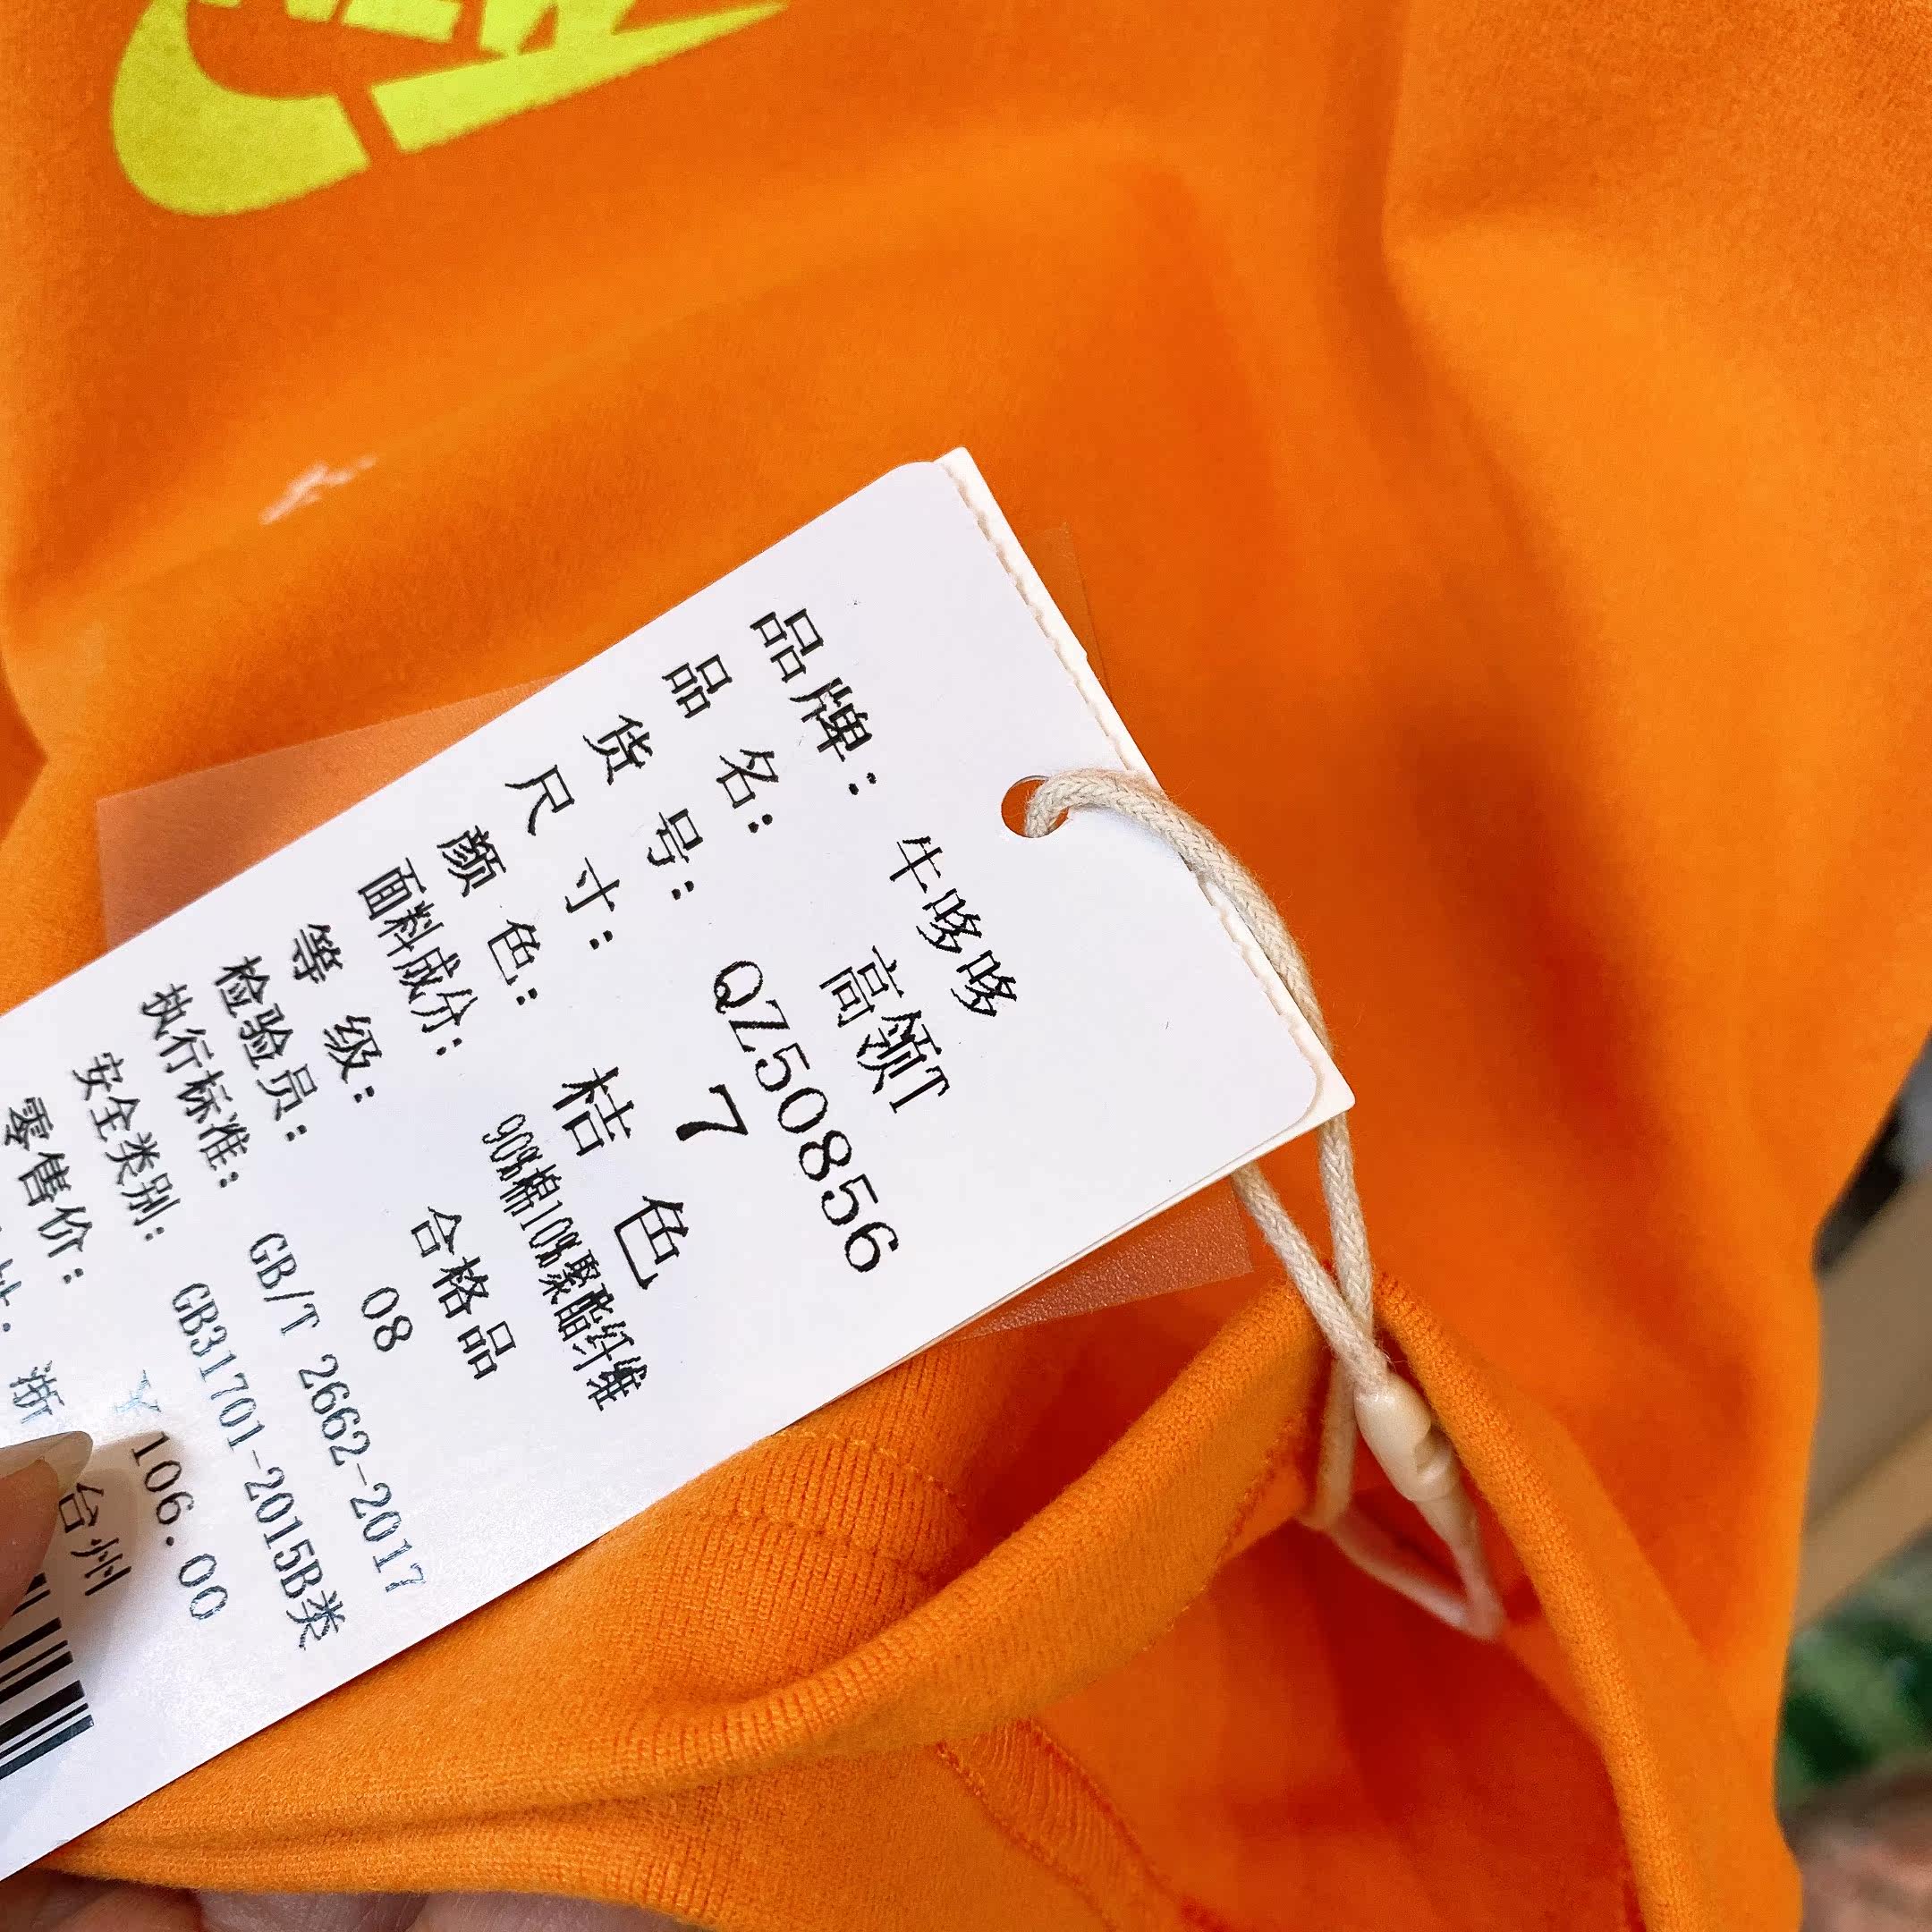 品牌: 牛哆哆
品 名: 高领T
货 号: QZ50856
尺 寸: 7
颜 色: 桔 色
面料成分: 90%棉10%聚酯纤维
等 级: 合格品
检验员: 08
执行标准: GB/T 2662-2017
安全类别: GB31701-2015B类
零售价: ¥106.00
址: 浙 台州